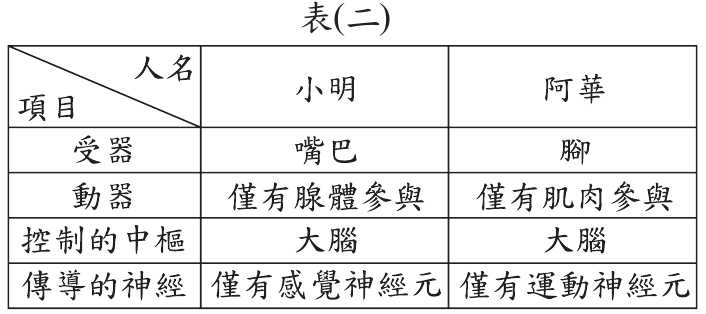 表(二)
人名
項目 小明 阿華
受器 嘴巴 腳
動器 僅有腺體參與 僅有肌肉參與
控制的中樞 大腦 大腦
傳導的神經 僅有感覺神經元 僅有運動神經元